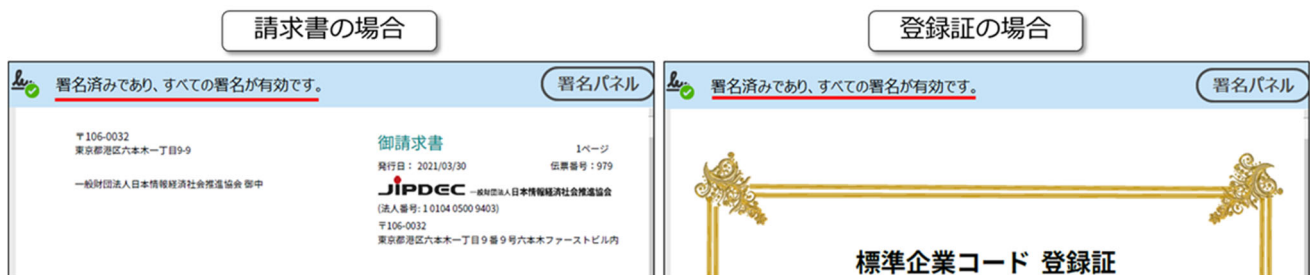 請求書の場合
署名済みであり、すべての署名が有効です。
署名パネル
〒106-0032
東京都港区六本木一丁目9-9
一般財団法人日本情報経済社会推進協会 御中
御請求書
1ページ
発行日： 2021/03/30
伝票番号：979
JIPDEC 一般財団法人日本情報経済社会推進協会
(法人番号: 1 0104 0500 9403)
〒106-0032
東京都港区六本木一丁目９番９号六本木ファーストビル内
登録証の場合
署名済みであり、すべての署名が有効です。
署名パネル
標準企業コード 登録証